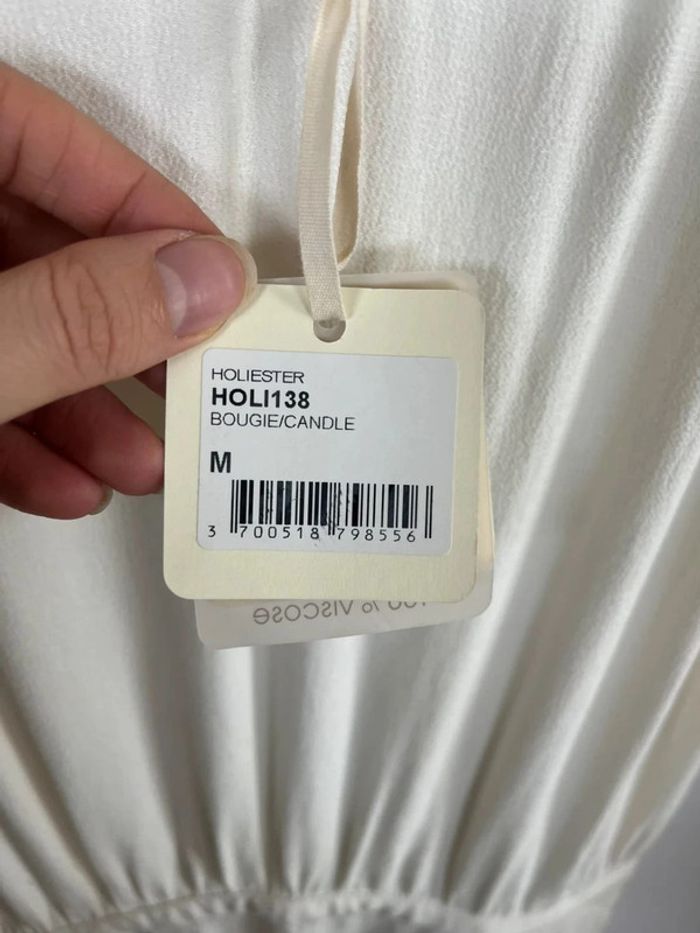 HOLIESTER
HOLI138
BOUGIE/CANDLE
M
3 700518 798556
% viscose